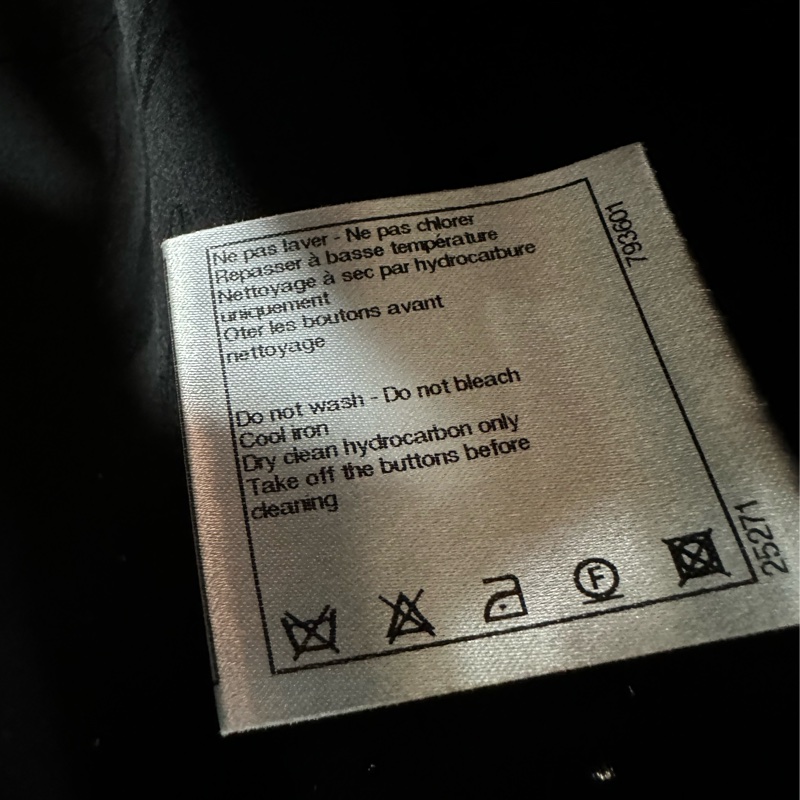 Ne pas laver - Ne pas chlorer
Repasser à basse température
Nettoyage à sec par hydrocarbure
uniquement
Oter les boutons avant
nettoyage
Do not wash - Do not bleach
Cool iron
Dry clean hydrocarbon only
Take off the buttons before
cleaning
F
793601
25271